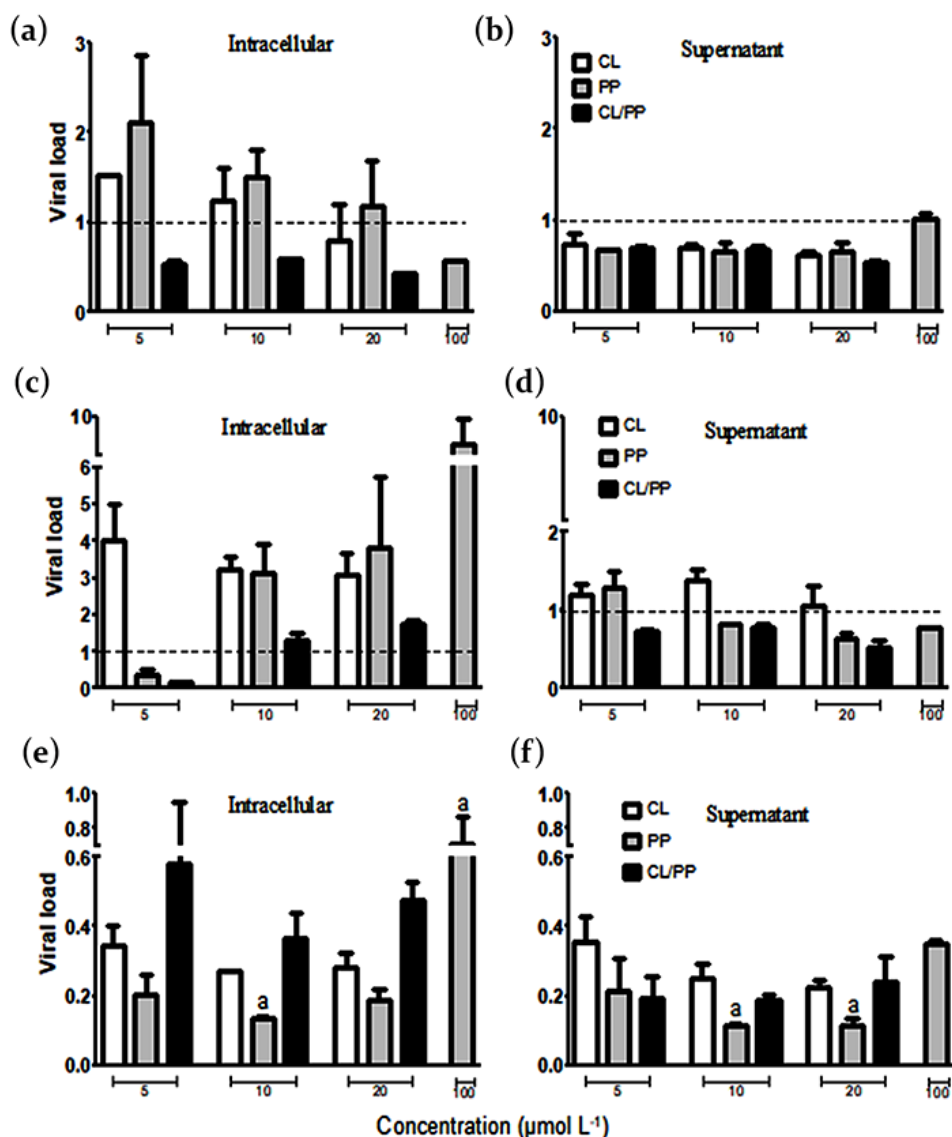 (a)
Intracellular
Viral load
3
2
1
0
5
10
20
100
(b)
Supernatant
CL
PP
CL/PP
3
2
1
0
5
10
20
100
(c)
Intracellular
Viral load
10
6
5
4
3
2
1
0
5
10
20
100
(d)
Supernatant
CL
PP
CL/PP
10
2
1
0
5
10
20
100
(e)
Intracellular
Viral load
1.0
0.8
0.6
0.4
0.2
0.0
a
a
5
10
20
100
(f)
Supernatant
CL
PP
CL/PP
1.0
0.8
0.6
0.4
0.2
0.0
a
a
5
10
20
100
Concentration (µmol L⁻¹)